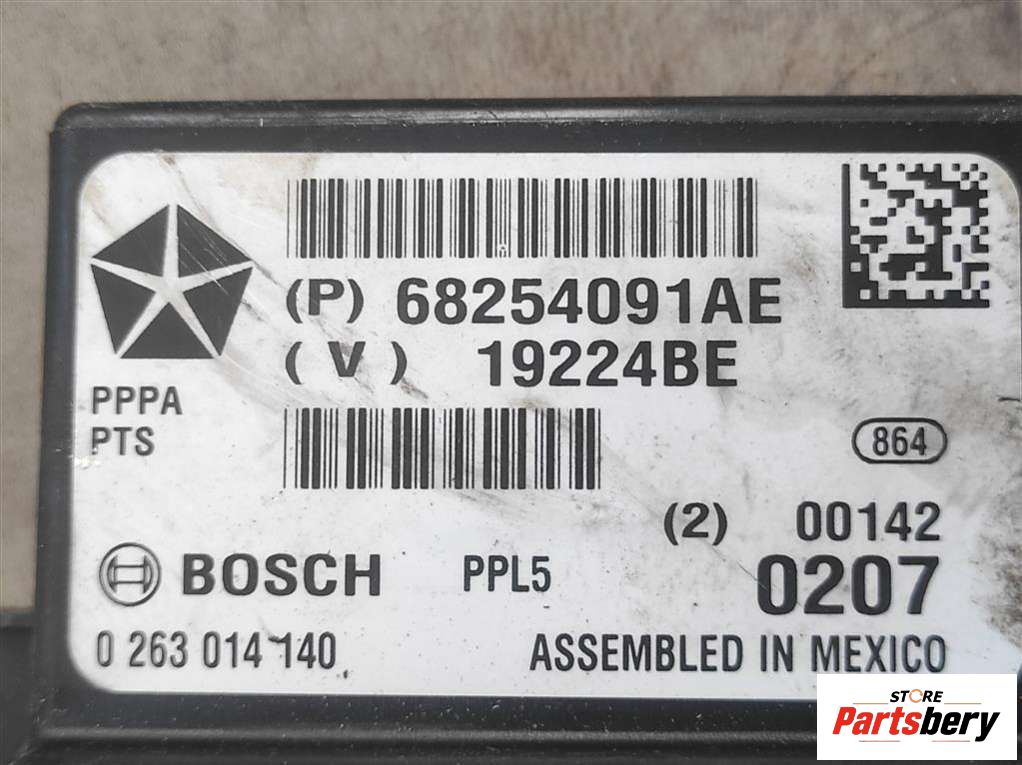 (P) 68254091AE
(V) 19224BE
PPPA
PTS
864
(2) 00142
BOSCH PPL5 0207
0 263 014 140 ASSEMBLED IN MEXICO
STORE
Partsbery